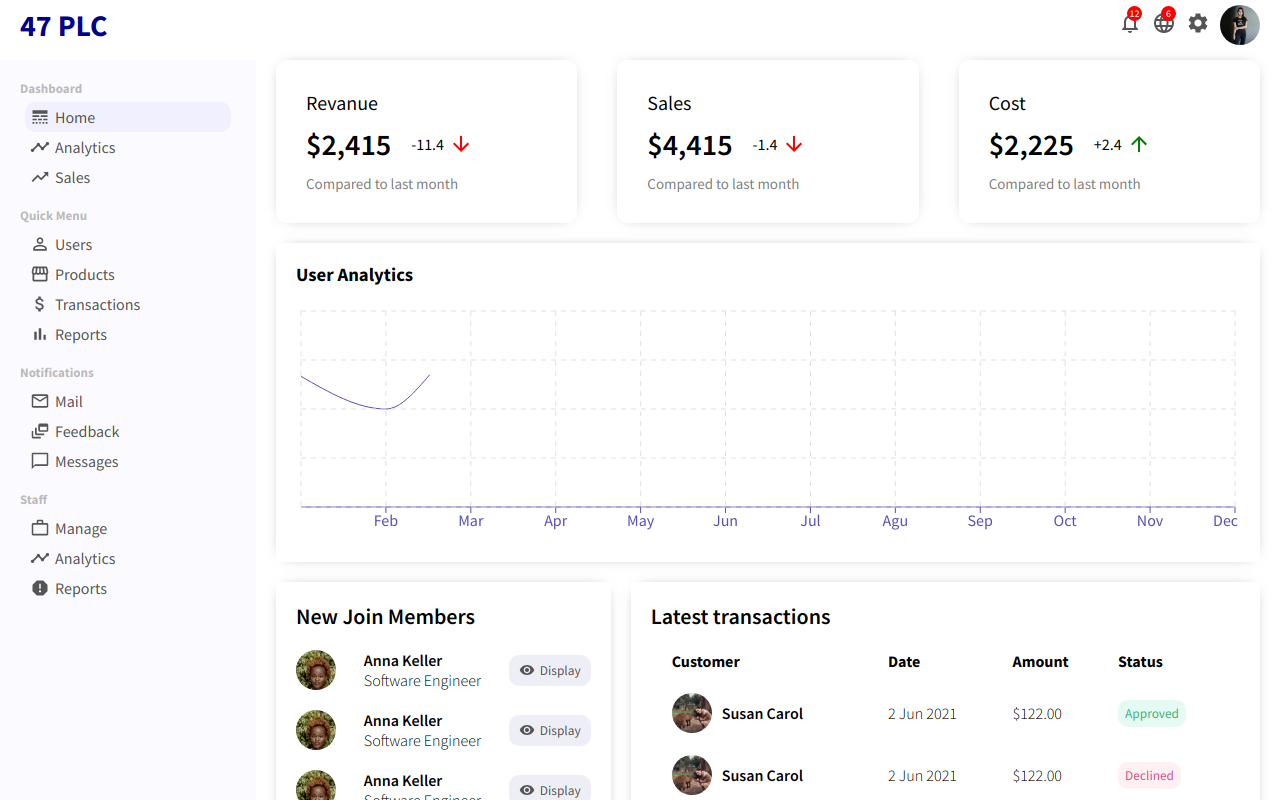 47 PLC
12
6
Dashboard
Home
Analytics
Sales
Quick Menu
Users
Products
Transactions
Reports
Notifications
Mail
Feedback
Messages
Staff
Manage
Analytics
Reports
Revanue
$2,415 -11.4
Compared to last month
Sales
$4,415 -1.4
Compared to last month
Cost
$2,225 +2.4
Compared to last month
User Analytics
Feb Mar Apr May Jun Jul Agu Sep Oct Nov Dec
New Join Members
Anna Keller
Software Engineer
Display
Anna Keller
Software Engineer
Display
Anna Keller
Software Engineer
Display
Latest transactions
Customer Date Amount Status
Susan Carol 2 Jun 2021 $122.00 Approved
Susan Carol 2 Jun 2021 $122.00 Declined